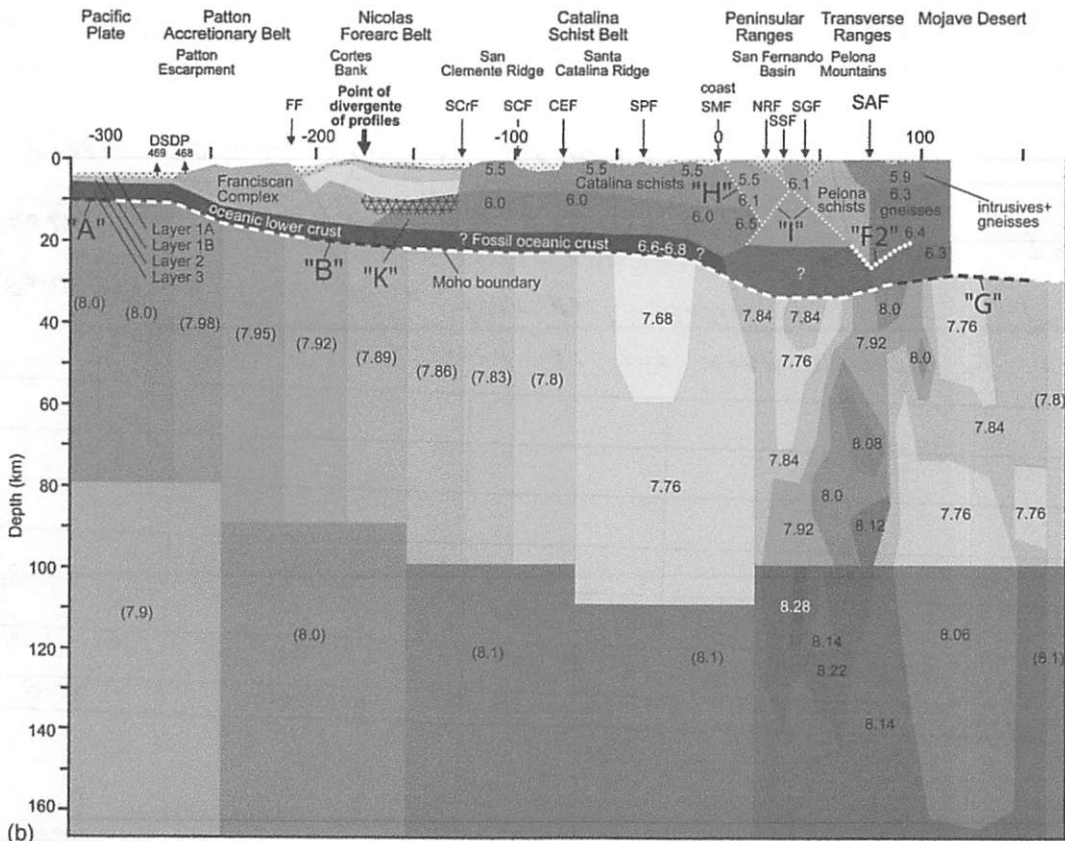 Pacific Plate
Patton Accretionary Belt
Nicolas Forearc Belt
Catalina Schist Belt
Peninsular Ranges
Transverse Ranges
Mojave Desert
Patton Escarpment
Cortes Bank
San Clemente Ridge
Santa Catalina Ridge
San Fernando Basin
Pelona Mountains
FF
Point of divergente of profiles
SCrF
SCF
CEF
SPF
coast
SMF
NRF
SSF
SGF
SAF
-300
DSDP
469
468
-200
-100
0
100
0
20
40
60
80
100
120
140
160
Depth (km)
5.5
5.5
5.5
5.5
6.1
5.9
Franciscan Complex
Catalina schists
"H"
6.1
Pelona schists
6.3
gneisses
intrusives+ gneisses
6.0
6.0
6.0
6.5
"I"
"F2"
6.4
6.3
"A"
Layer 1A
Layer 1B
Layer 2
Layer 3
oceanic lower crust
? Fossil oceanic crust
6.6-6.8
?
?
"B"
"K"
Moho boundary
"G"
(8.0)
(8.0)
(7.98)
(7.95)
(7.92)
(7.89)
(7.86)
(7.83)
(7.8)
7.68
7.84
7.84
7.76
8.0
7.92
8.0
7.76
(7.8)
7.84
7.76
7.84
8.08
8.0
7.92
8.12
7.76
7.76
(7.9)
(8.0)
(8.1)
(8.1)
8.28
8.14
8.22
8.06
(8.1)
8.14
(b)